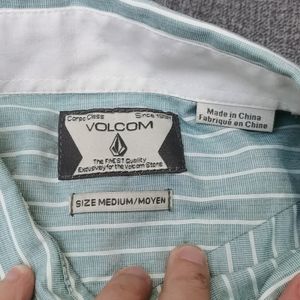 Corpo Class Since 1991
VOLCOM
The FINEST Quality
Exclusively for the Volcom Stone
SIZE MEDIUM/MOYEN
Made in China
Fabriqué en Chine